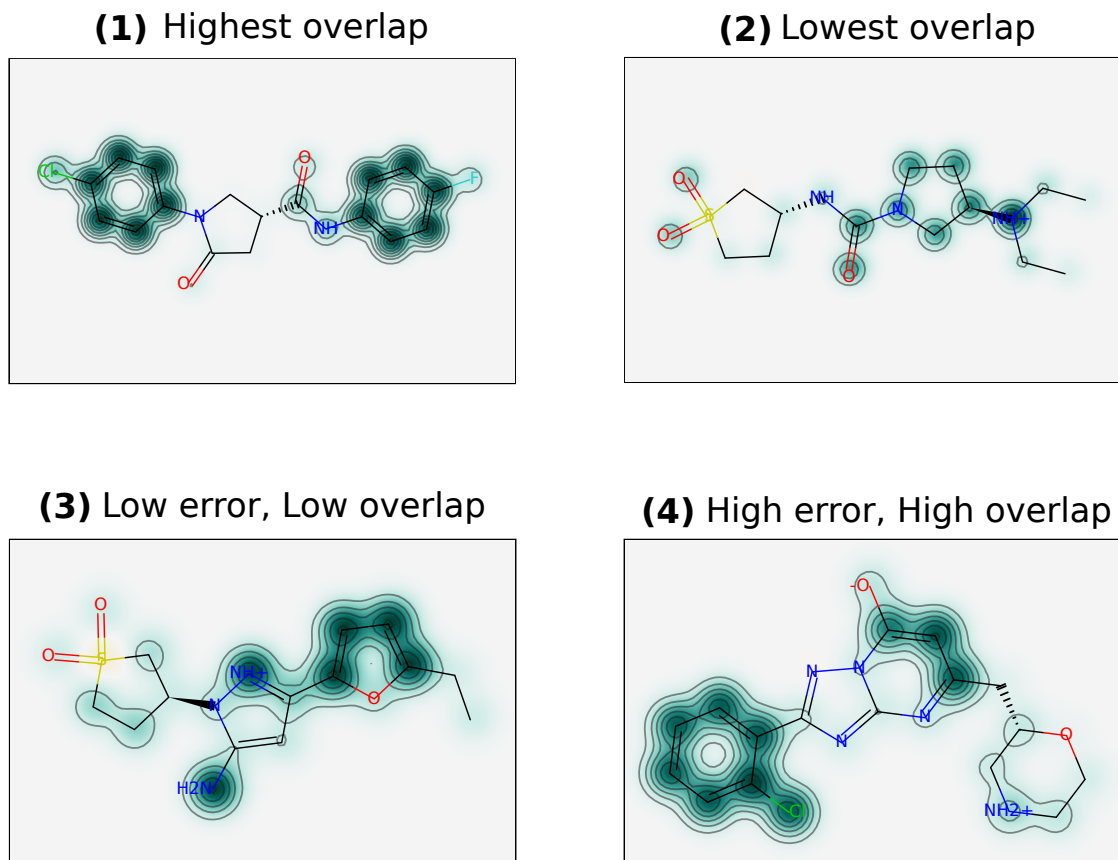 (1) Highest overlap
(2) Lowest overlap
Cl
O
F
N
NH
O
O
O
S
NH
N
O
NH+
(3) Low error, Low overlap
(4) High error, High overlap
O
O
S
NH+
N
O
H2N
-O
N
N
N
N
O
Cl
NH2+